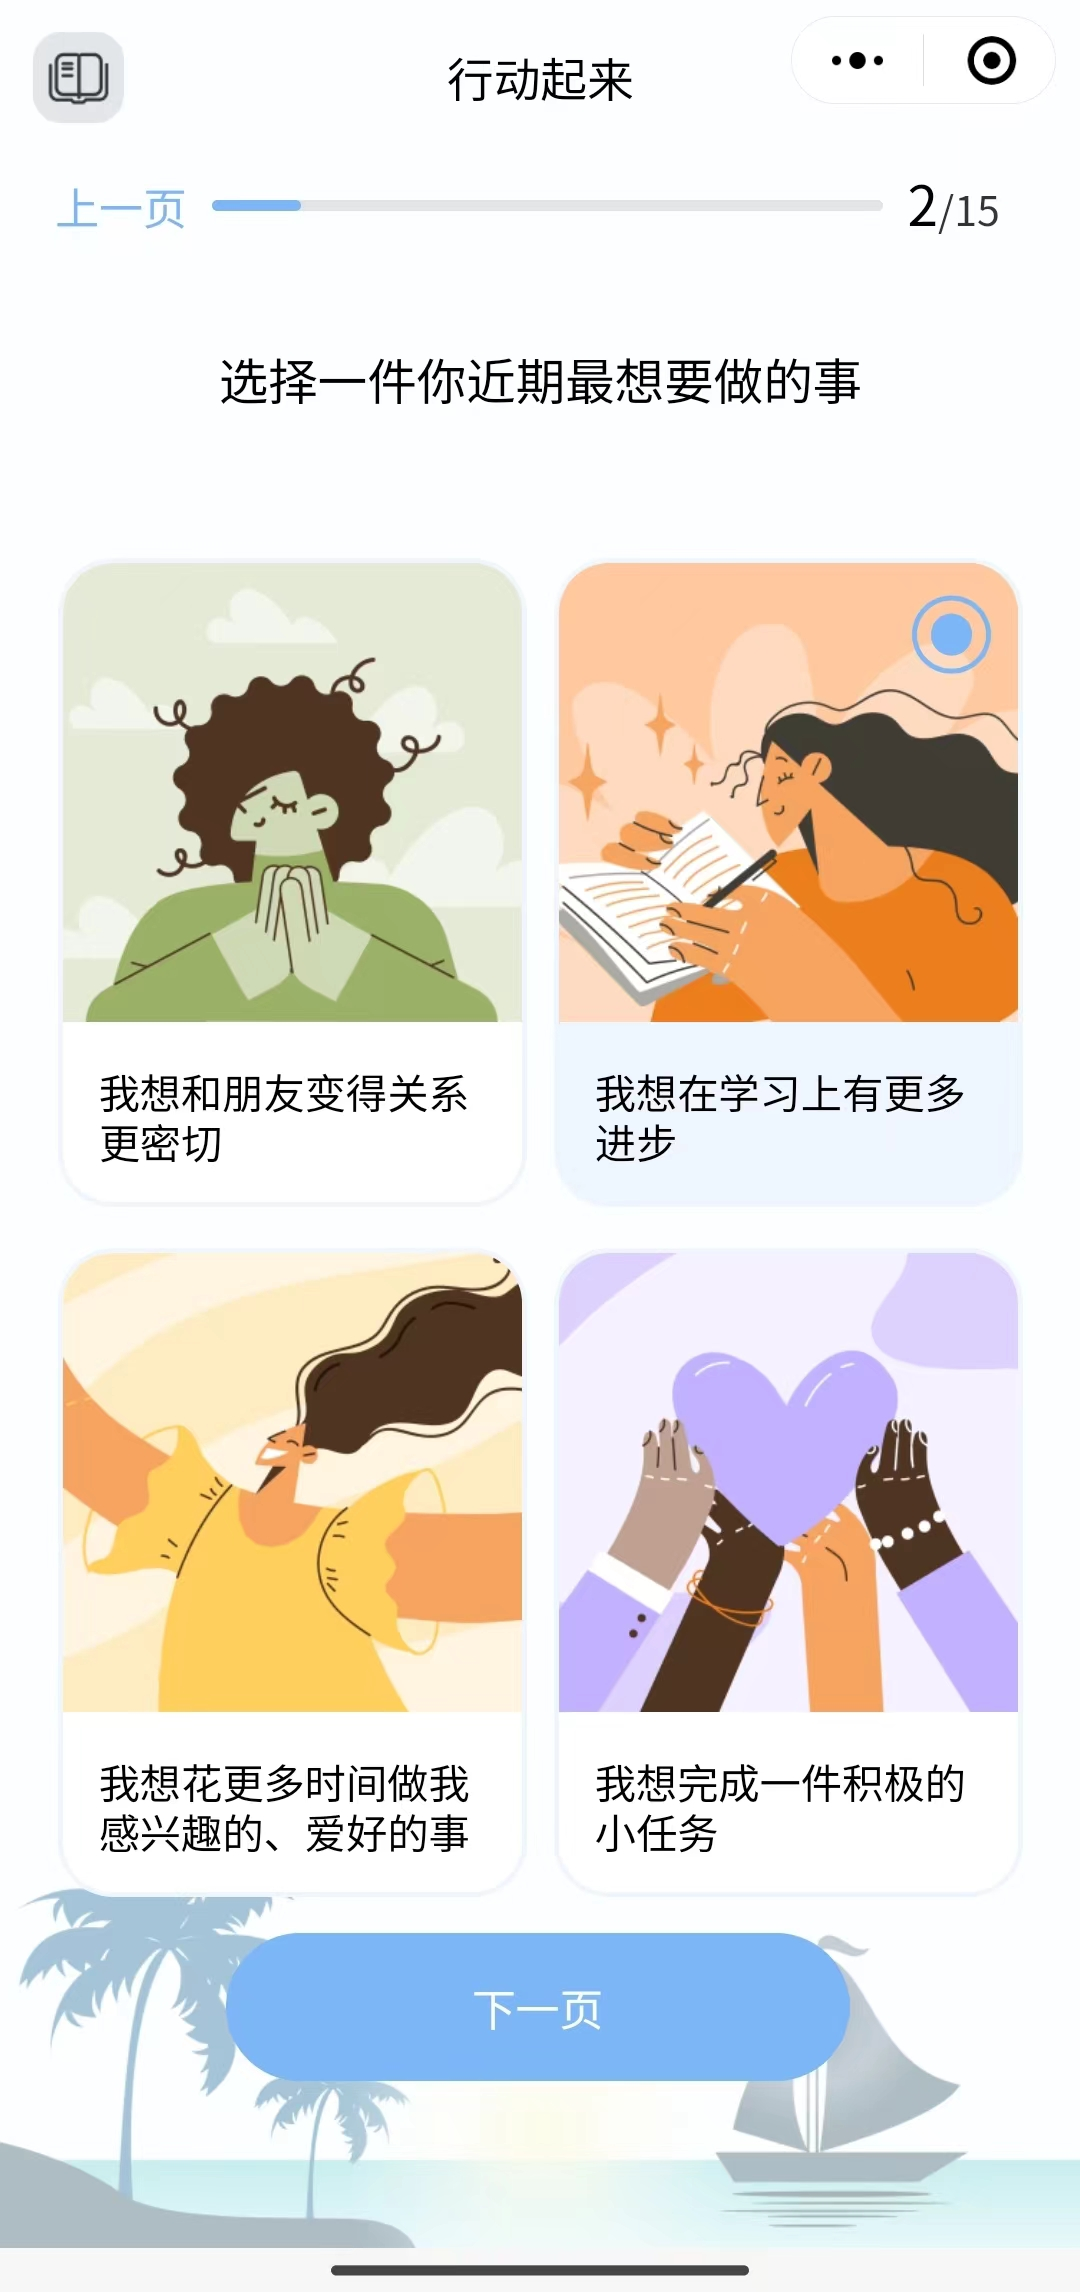 行动起来
上一页
2/15
选择一件你近期最想要做的事
我想和朋友变得关系
更密切
我想在学习上有更多
进步
我想花更多时间做我
感兴趣的、爱好的事
我想完成一件积极的
小任务
下一页